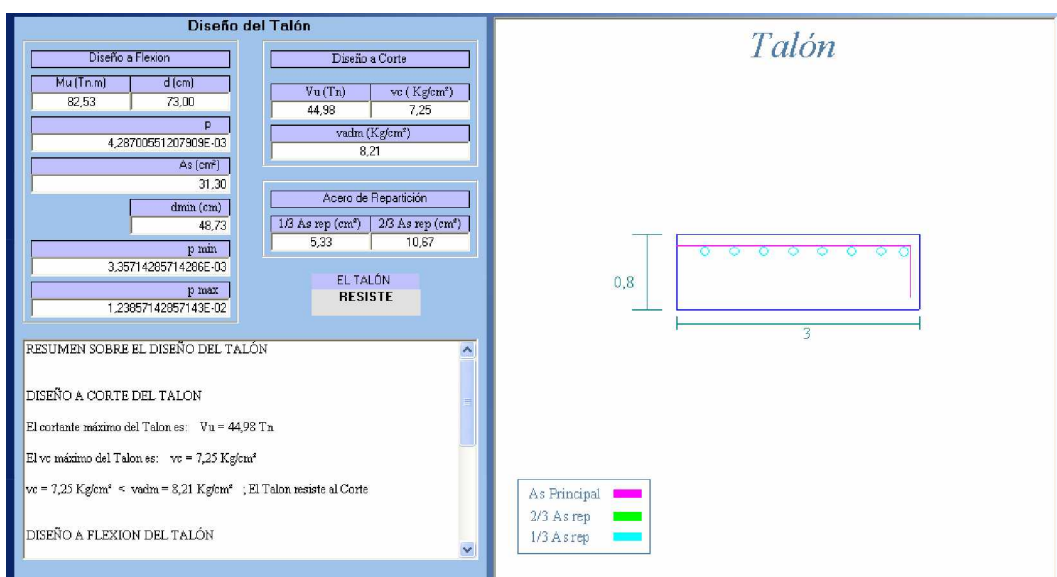 Diseño del Talón
Diseño a Flexion
Mu (Tn.m) d (cm)
82,53 73,00
p
4,28700551207909E-03
As (cm²)
31,30
dmin (cm)
48,73
p min
3,35714285714286E-03
p max
1,23857142857143E-02
Diseño a Corte
Vu (Tn) vc ( Kg/cm²)
44,98 7,25
vadm (Kg/cm²)
8,21
Acero de Repartición
1/3 As rep (cm²) 2/3 As rep (cm²)
5,33 10,67
EL TALÓN
RESISTE
RESUMEN SOBRE EL DISEÑO DEL TALÓN
DISEÑO A CORTE DEL TALON
El cortante máximo del Talon es: Vu = 44,98 Tn
El vc máximo del Talon es: vc = 7,25 Kg/cm²
vc = 7,25 Kg/cm² < vadm = 8,21 Kg/cm² ; El Talon resiste al Corte
DISEÑO A FLEXION DEL TALÓN
Talón
0,8
3
As Principal
2/3 As rep
1/3 As rep